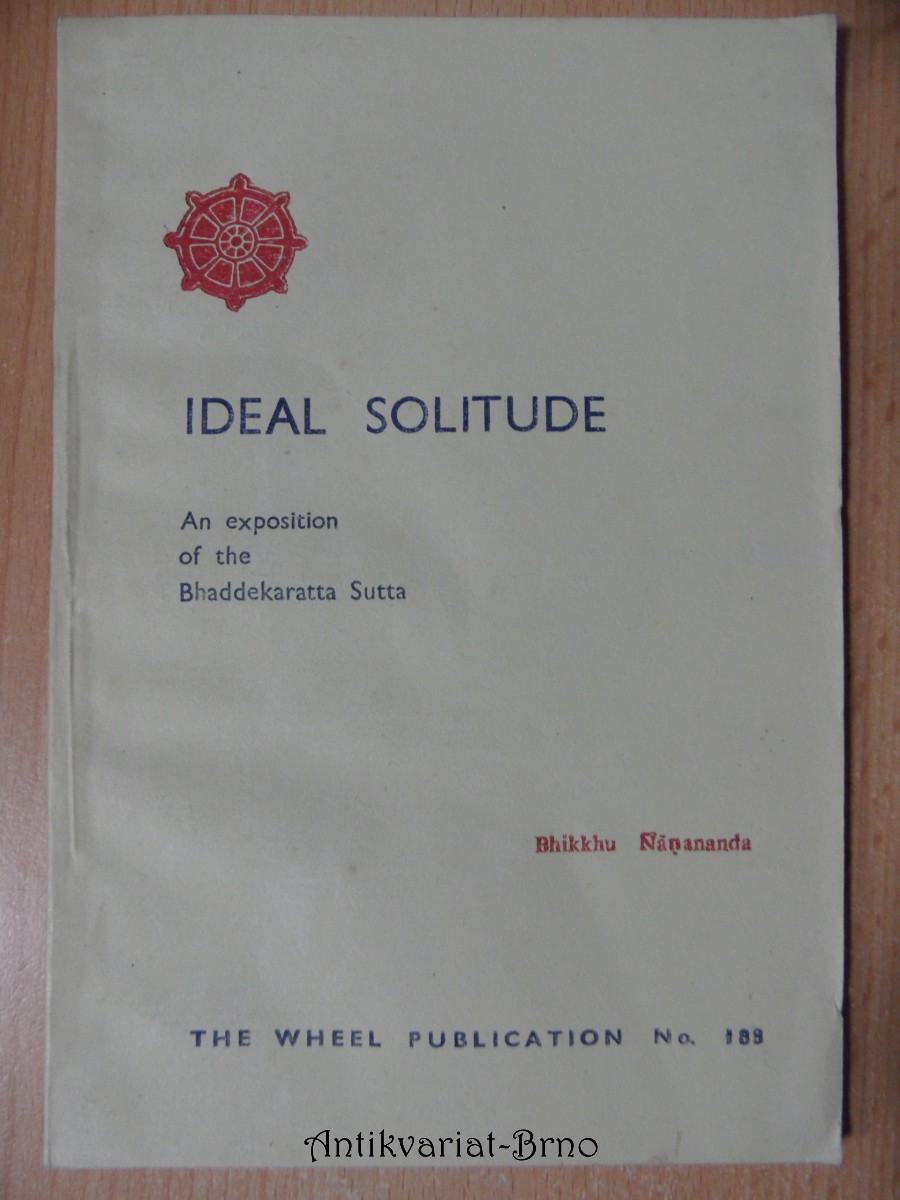 IDEAL SOLITUDE
An exposition
of the
Bhaddekaratta Sutta
Bhikkhu Ñāṇananda
THE WHEEL PUBLICATION No. 188
Antikvariat-Brno